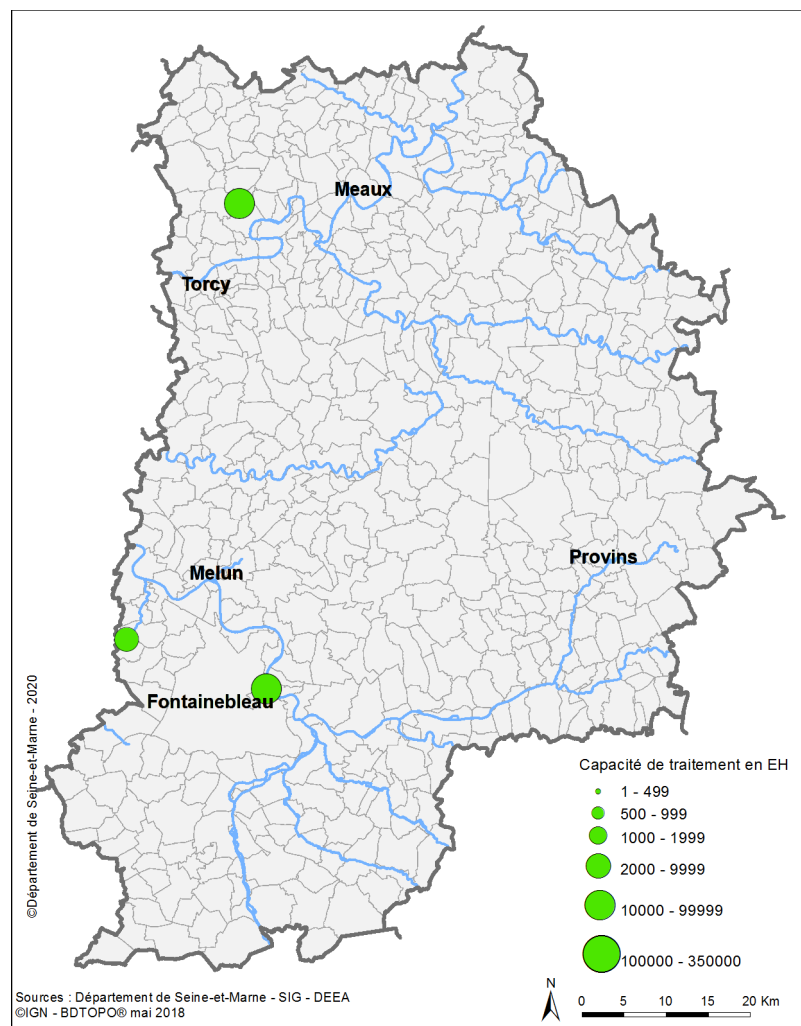 Meaux
Torcy
Provins
Melun
Fontainebleau
©Département de Seine-et-Marne - 2020
Capacité de traitement en EH
1 - 499
500 - 999
1000 - 1999
2000 - 9999
10000 - 99999
100000 - 350000
N
0 5 10 15 20 Km
Sources : Département de Seine-et-Marne - SIG - DEEA
©IGN - BDTOPO® mai 2018